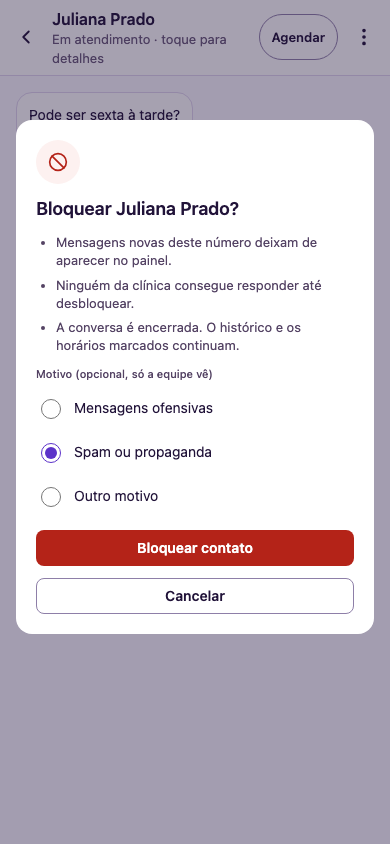 Juliana Prado
Em atendimento · toque para
detalhes
Agendar
Pode ser sexta à tarde?
Bloquear Juliana Prado?
• Mensagens novas deste número deixam de
aparecer no painel.
• Ninguém da clínica consegue responder até
desbloquear.
• A conversa é encerrada. O histórico e os
horários marcados continuam.
Motivo (opcional, só a equipe vê)
Mensagens ofensivas
Spam ou propaganda
Outro motivo
Bloquear contato
Cancelar